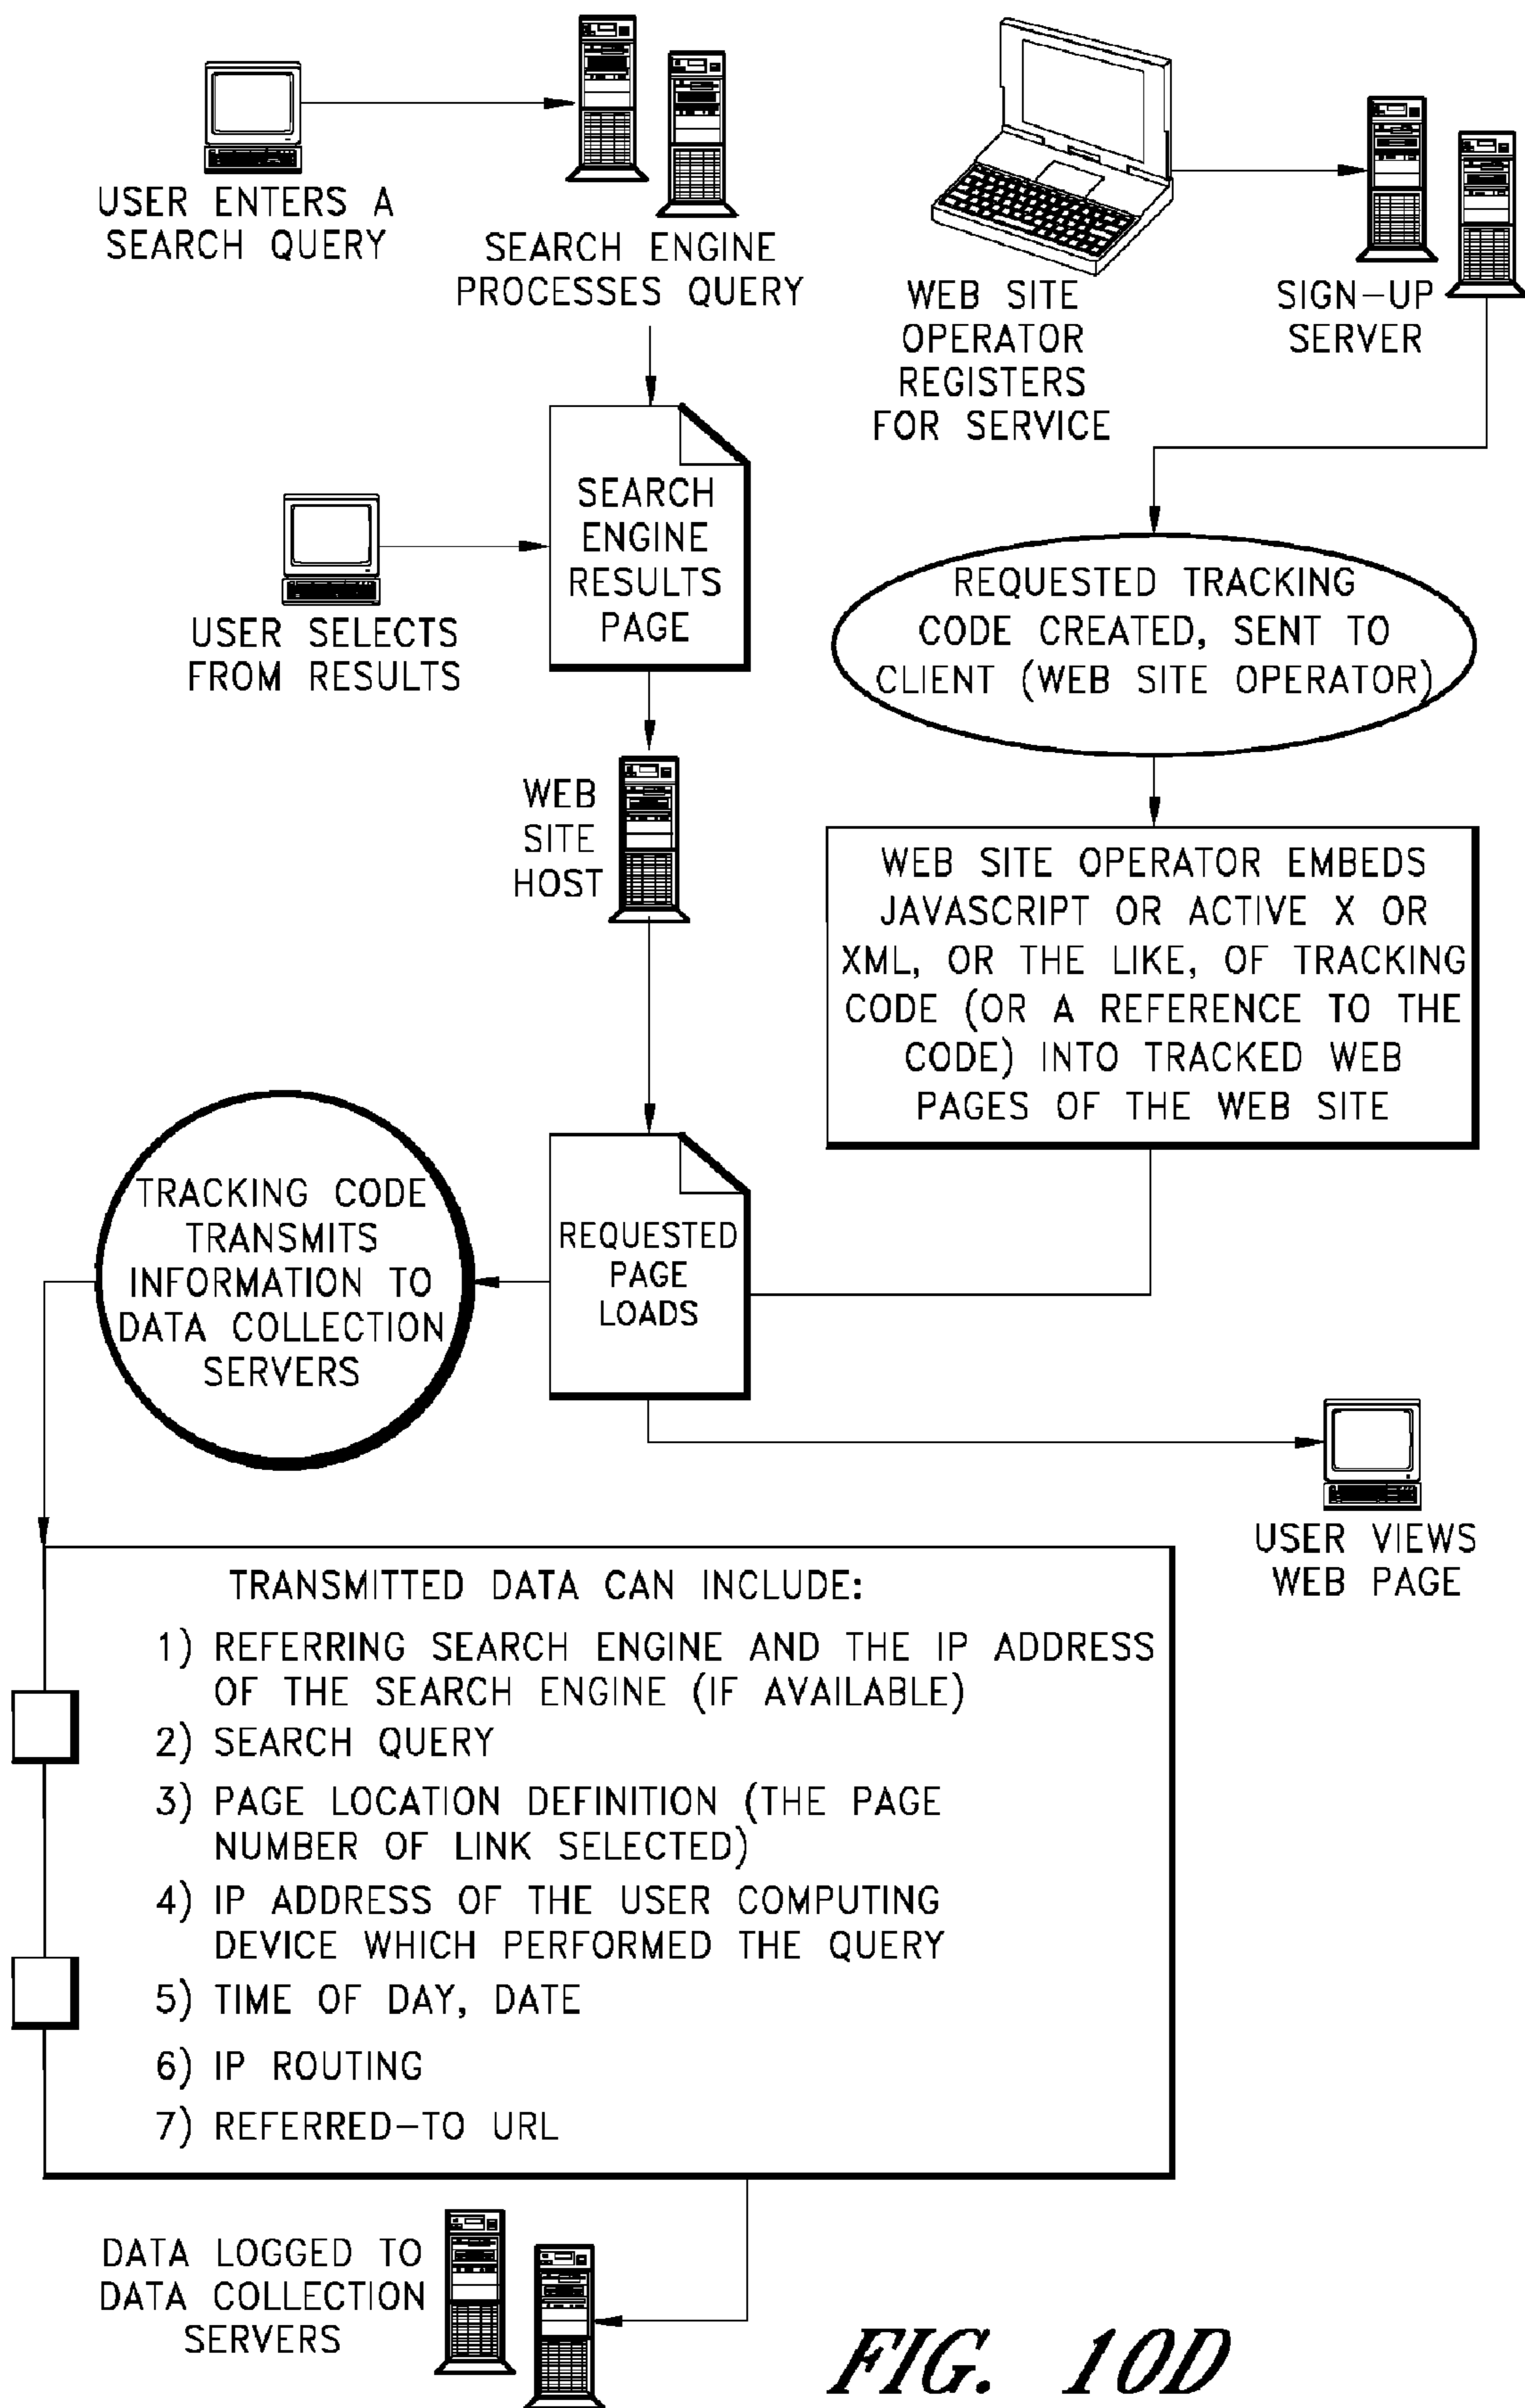 USER ENTERS A
SEARCH QUERY
SEARCH ENGINE
PROCESSES QUERY
WEB SITE
OPERATOR
REGISTERS
FOR SERVICE
SIGN-UP
SERVER
SEARCH
ENGINE
RESULTS
PAGE
USER SELECTS
FROM RESULTS
REQUESTED TRACKING
CODE CREATED, SENT TO
CLIENT (WEB SITE OPERATOR)
WEB
SITE
HOST
WEB SITE OPERATOR EMBEDS
JAVASCRIPT OR ACTIVE X OR
XML, OR THE LIKE, OF TRACKING
CODE (OR A REFERENCE TO THE
CODE) INTO TRACKED WEB
PAGES OF THE WEB SITE
TRACKING CODE
TRANSMITS
INFORMATION TO
DATA COLLECTION
SERVERS
REQUESTED
PAGE
LOADS
USER VIEWS
WEB PAGE
TRANSMITTED DATA CAN INCLUDE:
1) REFERRING SEARCH ENGINE AND THE IP ADDRESS
OF THE SEARCH ENGINE (IF AVAILABLE)
2) SEARCH QUERY
3) PAGE LOCATION DEFINITION (THE PAGE
NUMBER OF LINK SELECTED)
4) IP ADDRESS OF THE USER COMPUTING
DEVICE WHICH PERFORMED THE QUERY
5) TIME OF DAY, DATE
6) IP ROUTING
7) REFERRED-TO URL
DATA LOGGED TO
DATA COLLECTION
SERVERS
FIG. 10D